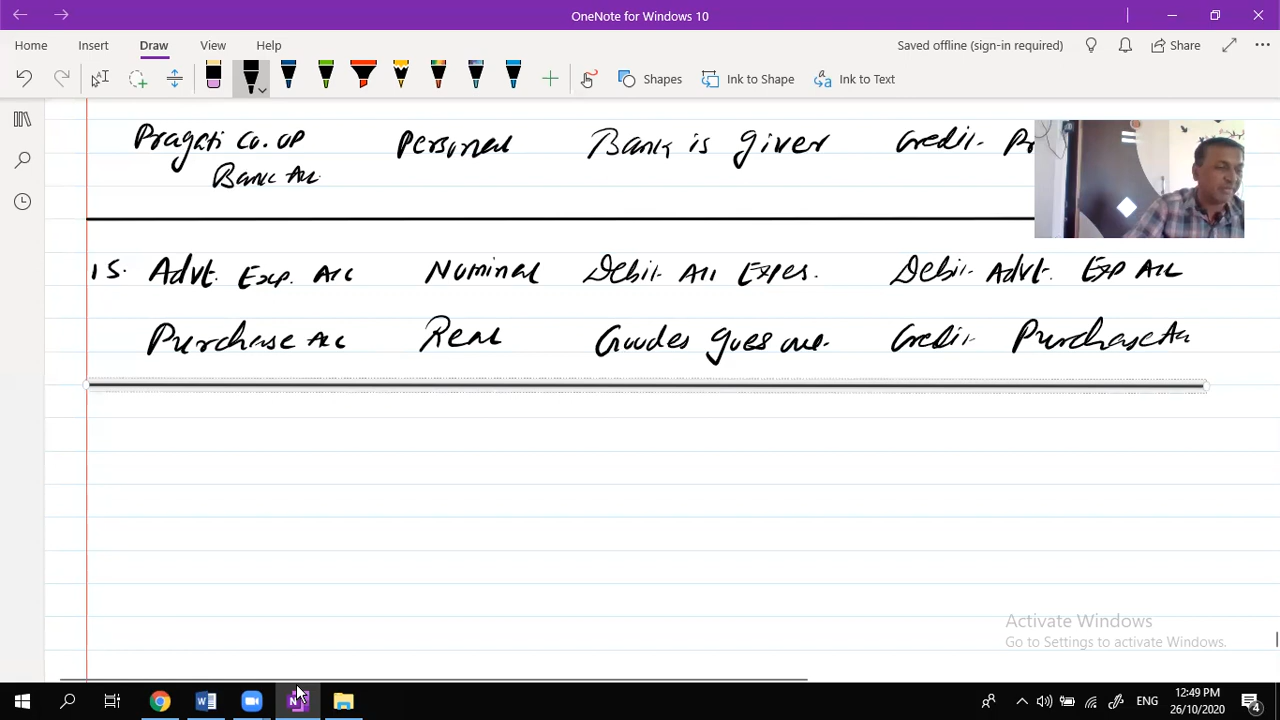 OneNote for Windows 10
Home Insert Draw View Help
Saved offline (sign-in required) Share
Shapes Ink to Shape Ink to Text
Pragati Co. OP Personal Bank is giver Credit Pr
Bank A/c
15. Advt. Exp. A/c Nominal Debit All Expes. Debit Advt. Exp A/c
Purchase A/c Real Goodes goes out. Credit Purchase A/c
Activate Windows
Go to Settings to activate Windows.
ENG
12:49 PM
26/10/2020
4